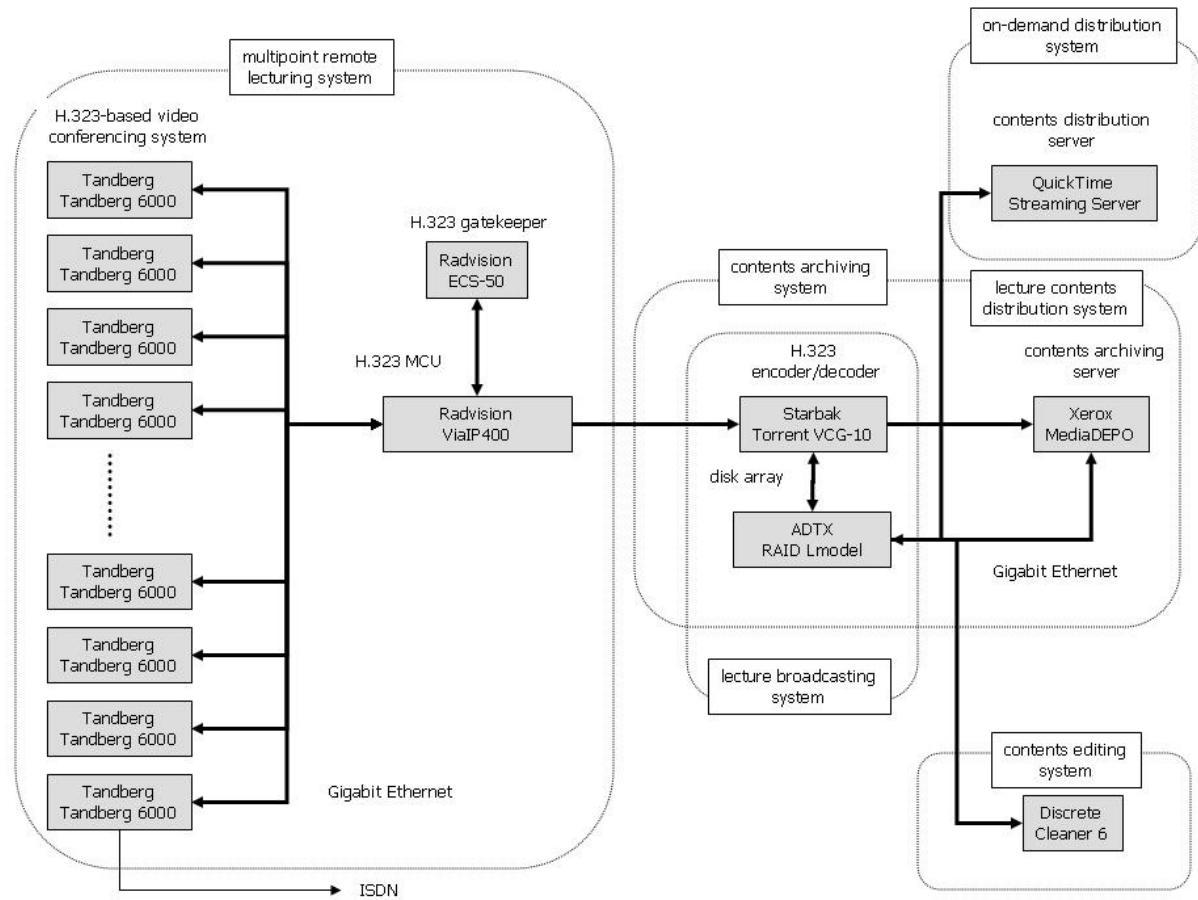 multipoint remote
lecturing system
H.323-based video
conferencing system
Tandberg
Tandberg 6000
Tandberg
Tandberg 6000
Tandberg
Tandberg 6000
Tandberg
Tandberg 6000
Tandberg
Tandberg 6000
Tandberg
Tandberg 6000
Tandberg
Tandberg 6000
Tandberg
Tandberg 6000
ISDN
H.323 gatekeeper
Radvision
ECS-50
H.323 MCU
Radvision
ViaIP400
Gigabit Ethernet
contents archiving
system
H.323
encoder/decoder
Starbak
Torrent VCG-10
disk array
ADTX
RAID Lmodel
lecture broadcasting
system
on-demand distribution
system
contents distribution
server
QuickTime
Streaming Server
lecture contents
distribution system
contents archiving
server
Xerox
MediaDEPO
Gigabit Ethernet
contents editing
system
Discrete
Cleaner 6